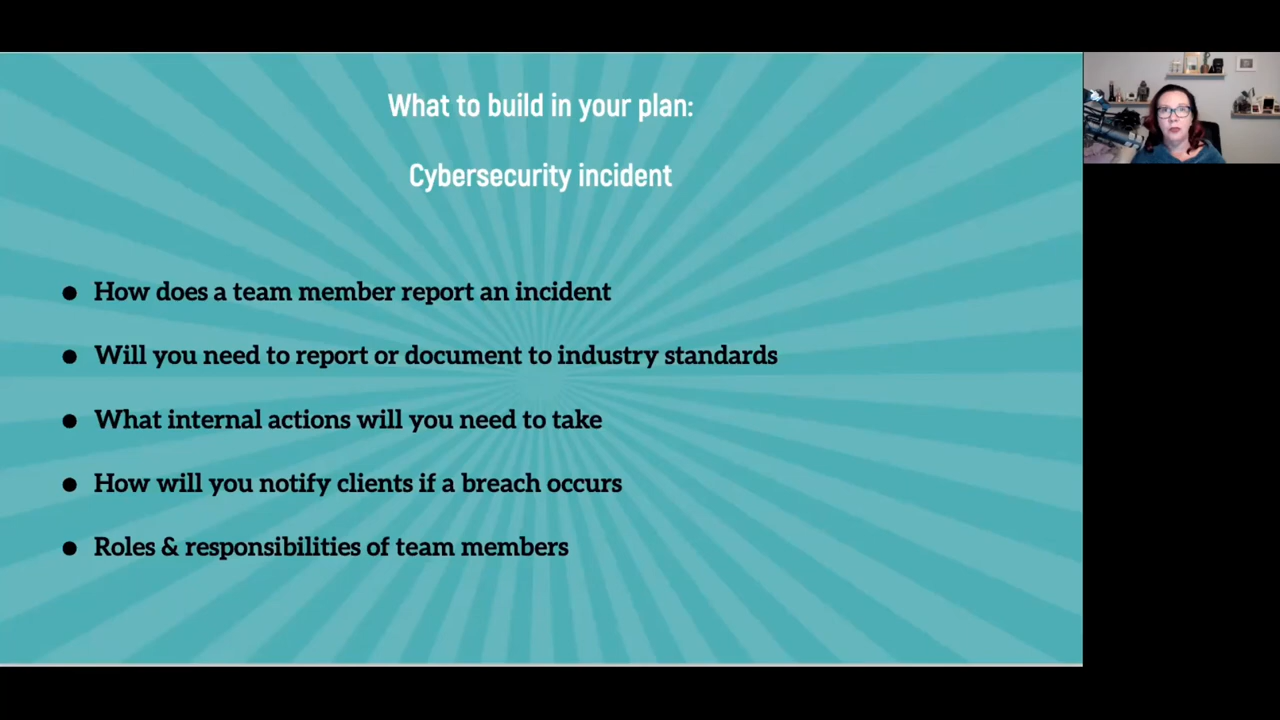 What to build in your plan:
Cybersecurity incident
● How does a team member report an incident
● Will you need to report or document to industry standards
● What internal actions will you need to take
● How will you notify clients if a breach occurs
● Roles & responsibilities of team members